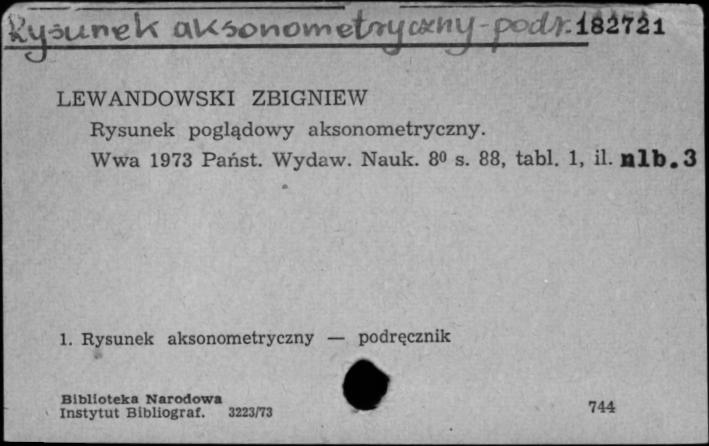 Rysunek aksonometryczny - podr. 182721
LEWANDOWSKI ZBIGNIEW
Rysunek poglądowy aksonometryczny.
Wwa 1973 Państ. Wydaw. Nauk. 8⁰ s. 88, tabl. 1, il. nlb. 3
1. Rysunek aksonometryczny — podręcznik
Biblioteka Narodowa
Instytut Bibliograf. 3223/73
744